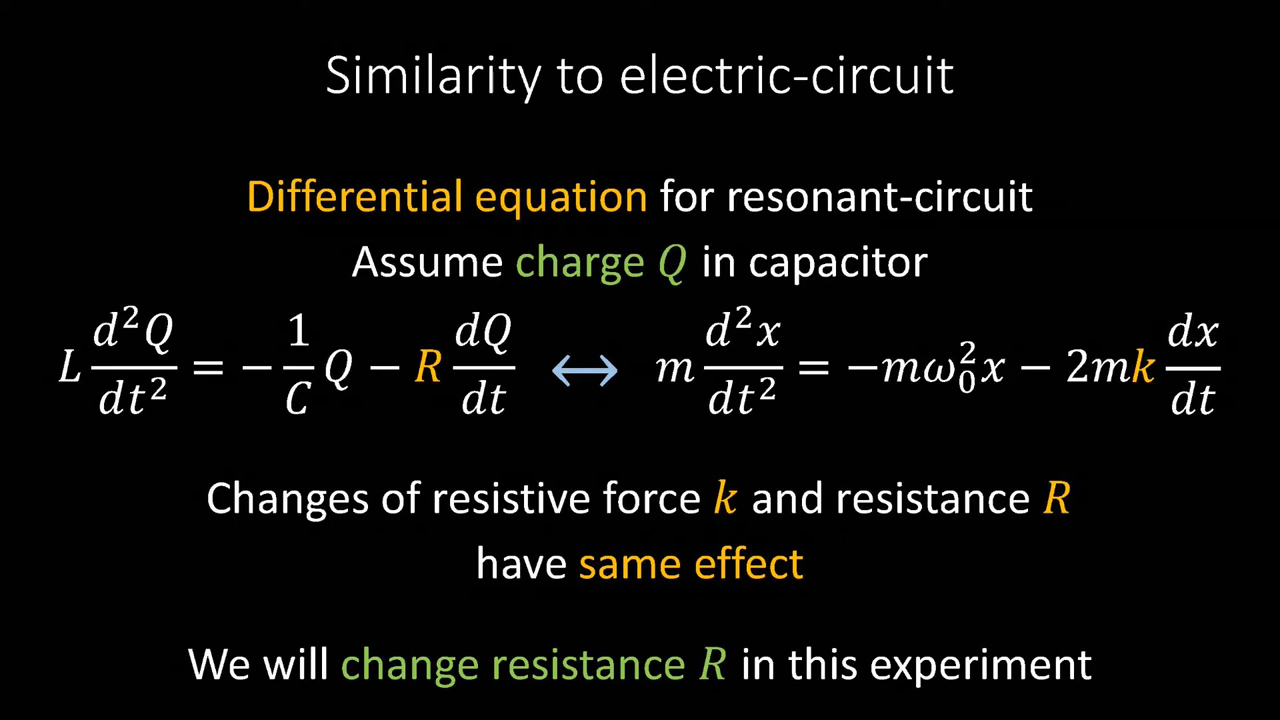 Similarity to electric-circuit
Differential equation for resonant-circuit
Assume charge Q in capacitor
L d²Q/dt² = −1/C Q − R dQ/dt ↔ m d²x/dt² = −mω₀²x − 2mk dx/dt
Changes of resistive force k and resistance R
have same effect
We will change resistance R in this experiment